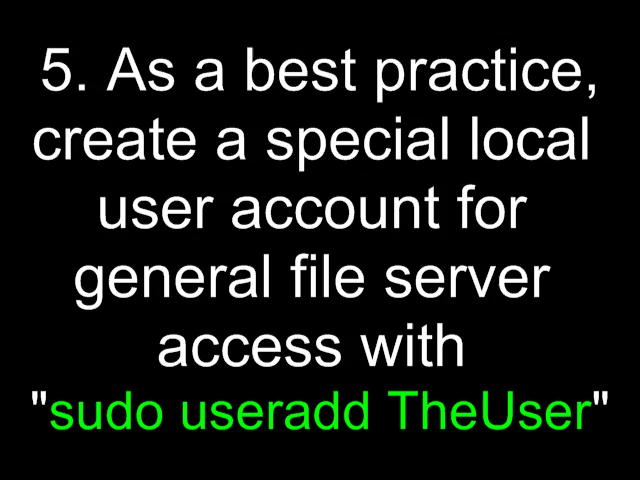 5. As a best practice,
create a special local
user account for
general file server
access with
"sudo useradd TheUser"